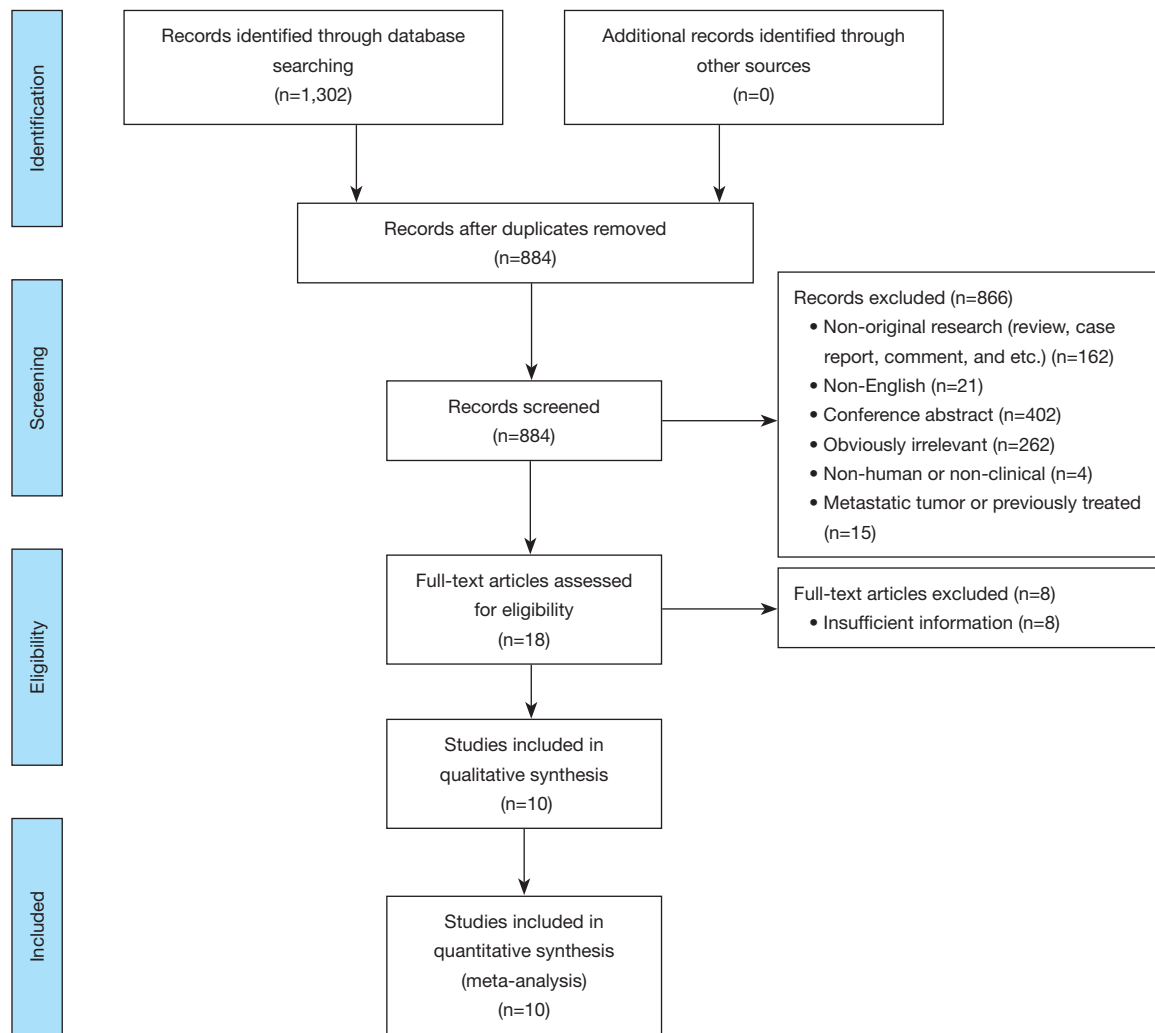 Identification
Records identified through database
searching
(n=1,302)
Additional records identified through
other sources
(n=0)
Records after duplicates removed
(n=884)
Screening
Records screened
(n=884)
Records excluded (n=866)
• Non-original research (review, case
report, comment, and etc.) (n=162)
• Non-English (n=21)
• Conference abstract (n=402)
• Obviously irrelevant (n=262)
• Non-human or non-clinical (n=4)
• Metastatic tumor or previously treated
(n=15)
Eligibility
Full-text articles assessed
for eligibility
(n=18)
Full-text articles excluded (n=8)
• Insufficient information (n=8)
Studies included in
qualitative synthesis
(n=10)
Included
Studies included in
quantitative synthesis
(meta-analysis)
(n=10)